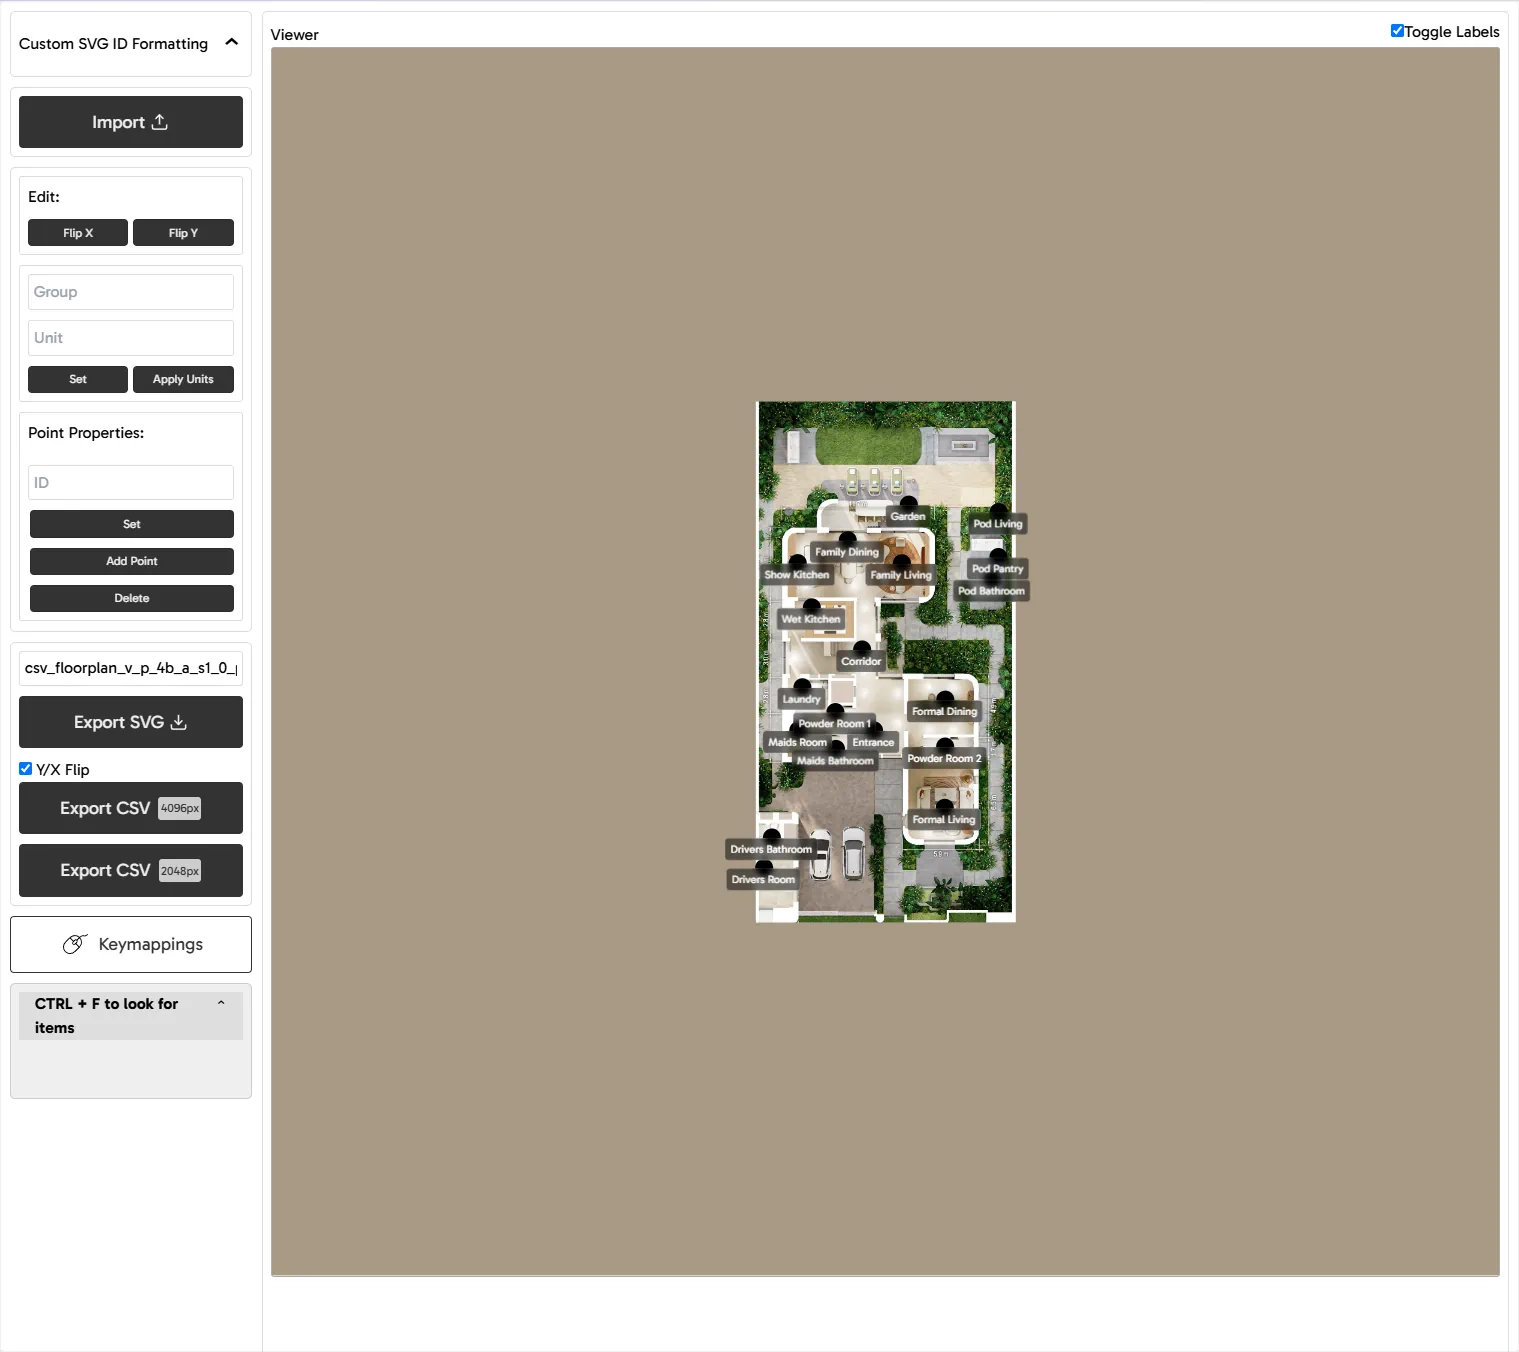 Custom SVG ID Formatting
Import
Edit:
Flip X
Flip Y
Group
Unit
Set
Apply Units
Point Properties:
ID
Set
Add Point
Delete
csv_floorplan_v_p_4b_a_s1_0_
Export SVG
Y/X Flip
Export CSV 4096px
Export CSV 2048px
Keymappings
CTRL + F to look for
items
Viewer
Toggle Labels
Garden
Pod Living
Family Dining
Show Kitchen
Family Living
Pod Pantry
Pod Bathroom
Wet Kitchen
Corridor
Laundry
Formal Dining
Powder Room 1
Maids Room
Entrance
Maids Bathroom
Powder Room 2
Formal Living
Drivers Bathroom
Drivers Room